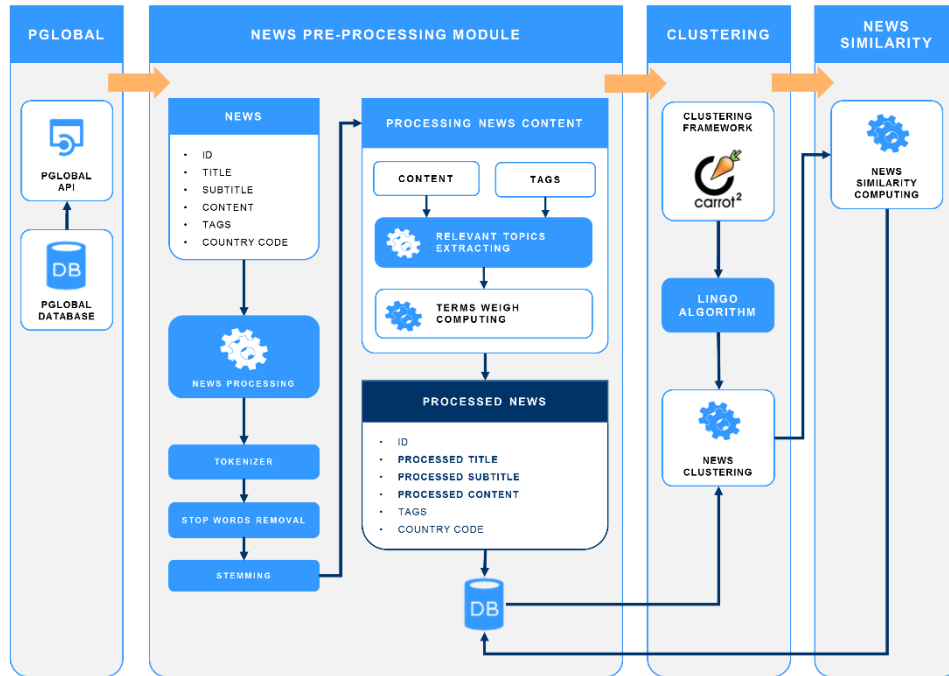 PGLOBAL
PGLOBAL
API
DB
PGLOBAL
DATABASE
NEWS PRE-PROCESSING MODULE
NEWS
• ID
• TITLE
• SUBTITLE
• CONTENT
• TAGS
• COUNTRY CODE
NEWS PROCESSING
TOKENIZER
STOP WORDS REMOVAL
STEMMING
PROCESSING NEWS CONTENT
CONTENT
TAGS
RELEVANT TOPICS
EXTRACTING
TERMS WEIGH
COMPUTING
PROCESSED NEWS
• ID
• PROCESSED TITLE
• PROCESSED SUBTITLE
• PROCESSED CONTENT
• TAGS
• COUNTRY CODE
DB
CLUSTERING
CLUSTERING
FRAMEWORK
carrot2
LINGO
ALGORITHM
NEWS
CLUSTERING
NEWS
SIMILARITY
NEWS
SIMILARITY
COMPUTING